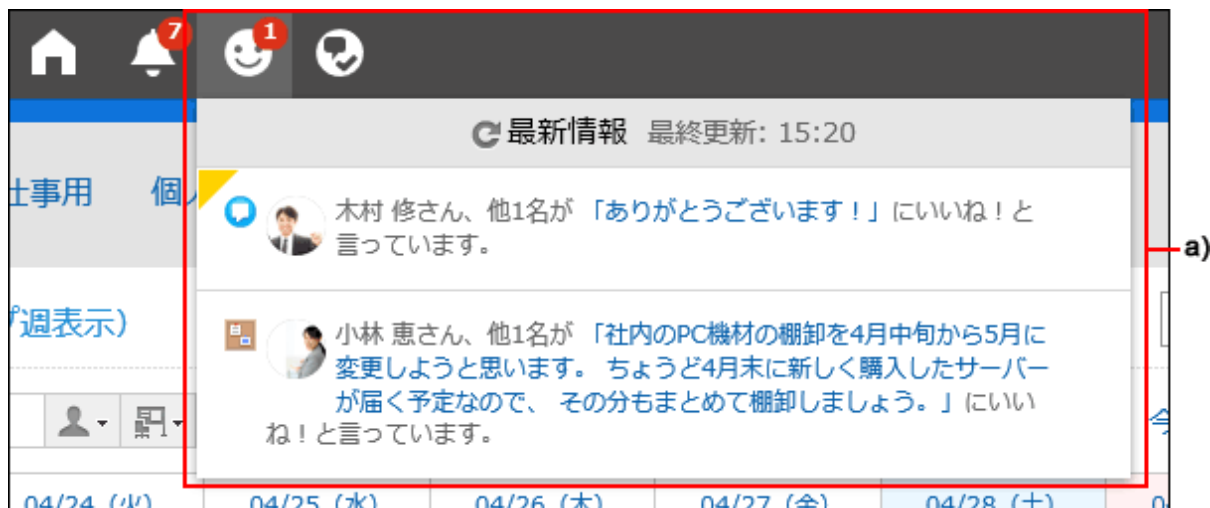 7
1
最新情報 最終更新: 15:20
仕事用 個人
木村 修さん、他1名が 「ありがとうございます！」にいいね！と
言っています。
a)
プ週表示）
小林 恵さん、他1名が 「社内のPC機材の棚卸を4月中旬から5月に
変更しようと思います。 ちょうど4月末に新しく購入したサーバー
が届く予定なので、 その分もまとめて棚卸しましょう。」にいい
ね！と言っています。
今
04/24（火） 04/25（水） 04/26（木） 04/27（金） 04/28（土） 0